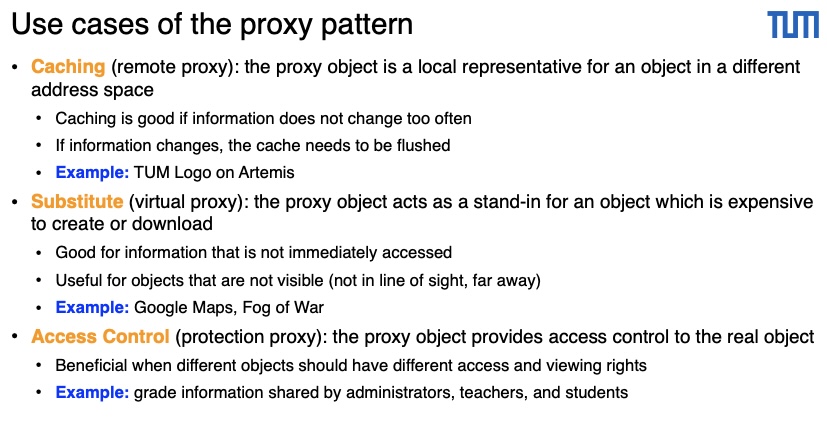 Use cases of the proxy pattern
TUM
• Caching (remote proxy): the proxy object is a local representative for an object in a different
address space
• Caching is good if information does not change too often
• If information changes, the cache needs to be flushed
• Example: TUM Logo on Artemis
• Substitute (virtual proxy): the proxy object acts as a stand-in for an object which is expensive
to create or download
• Good for information that is not immediately accessed
• Useful for objects that are not visible (not in line of sight, far away)
• Example: Google Maps, Fog of War
• Access Control (protection proxy): the proxy object provides access control to the real object
• Beneficial when different objects should have different access and viewing rights
• Example: grade information shared by administrators, teachers, and students